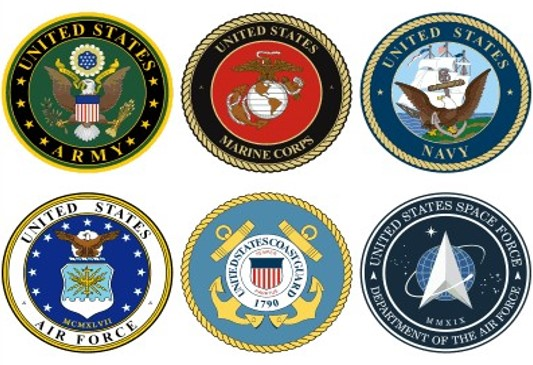 UNITED STATES
ARMY
UNITED STATES
MARINE CORPS
UNITED STATES
NAVY
UNITED STATES
MCMXLVII
AIR FORCE
UNITED STATES COAST GUARD
1790
UNITED STATES SPACE FORCE
MMXIX
DEPARTMENT OF THE AIR FORCE